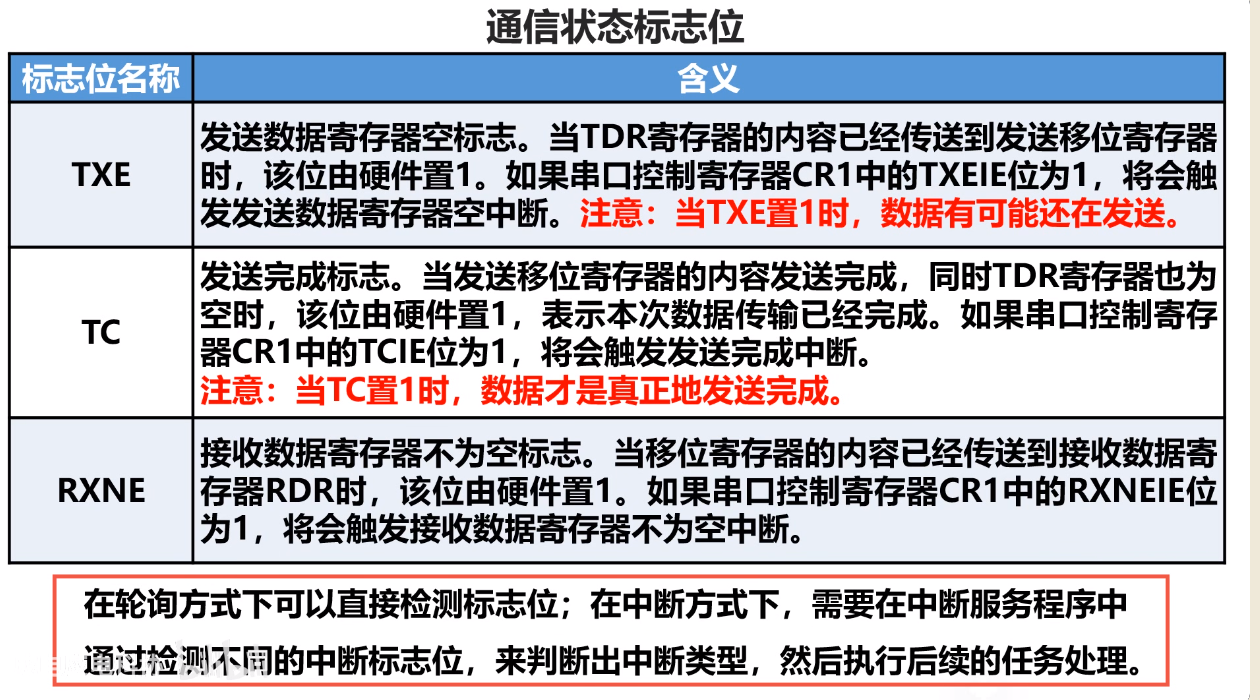 通信状态标志位
标志位名称
含义
TXE
发送数据寄存器空标志。当TDR寄存器的内容已经传送到发送移位寄存器
时，该位由硬件置1。如果串口控制寄存器CR1中的TXEIE位为1，将会触
发发送数据寄存器空中断。注意：当TXE置1时，数据有可能还在发送。
TC
发送完成标志。当发送移位寄存器的内容发送完成，同时TDR寄存器也为
空时，该位由硬件置1，表示本次数据传输已经完成。如果串口控制寄存
器CR1中的TCIE位为1，将会触发发送完成中断。
注意：当TC置1时，数据才是真正地发送完成。
RXNE
接收数据寄存器不为空标志。当移位寄存器的内容已经传送到接收数据寄
存器RDR时，该位由硬件置1。如果串口控制寄存器CR1中的RXNEIE位
为1，将会触发接收数据寄存器不为空中断。
在轮询方式下可以直接检测标志位；在中断方式下，需要在中断服务程序中
通过检测不同的中断标志位，来判断出中断类型，然后执行后续的任务处理。